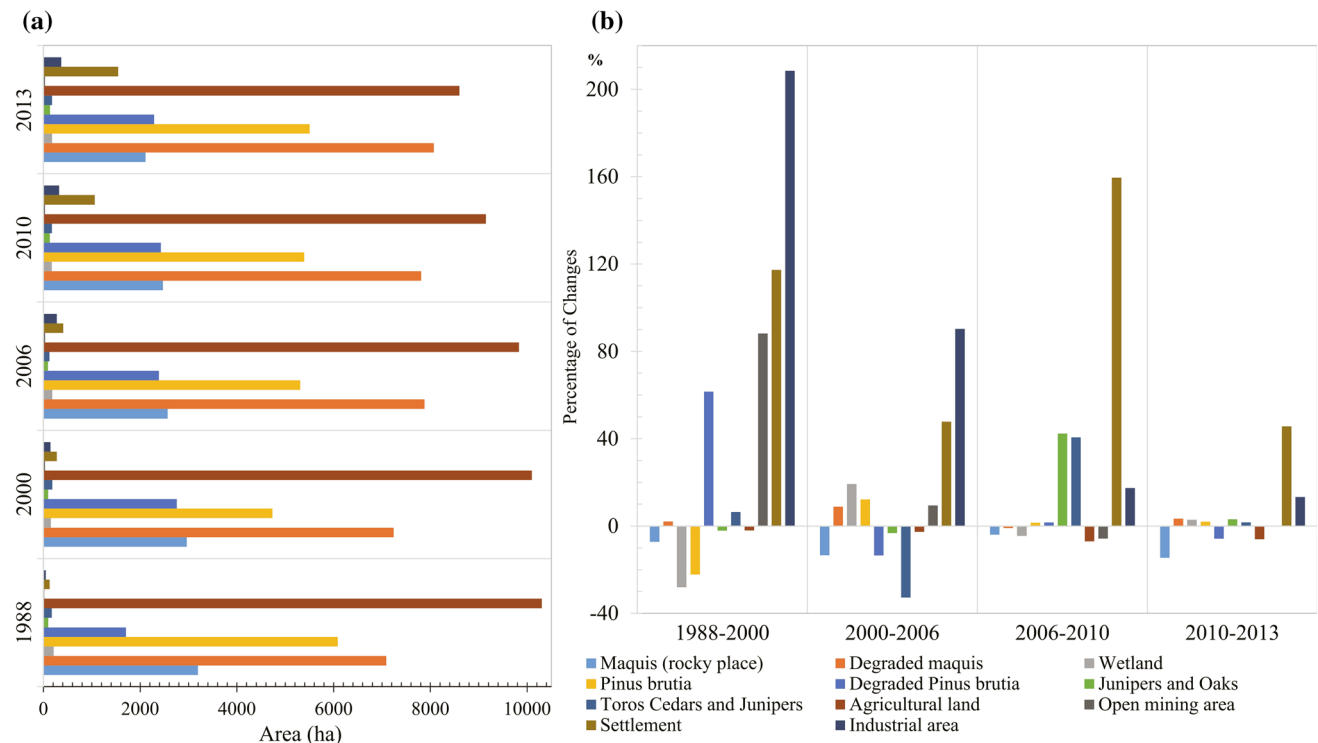 (a)
2013
2010
2006
2000
1988
0 2000 4000 6000 8000 10000
Area (ha)
(b)
%
200
160
120
80
40
0
-40
Percentage of Changes
1988-2000 2000-2006 2006-2010 2010-2013
Maquis (rocky place) Degraded maquis Wetland
Pinus brutia Degraded Pinus brutia Junipers and Oaks
Toros Cedars and Junipers Agricultural land Open mining area
Settlement Industrial area